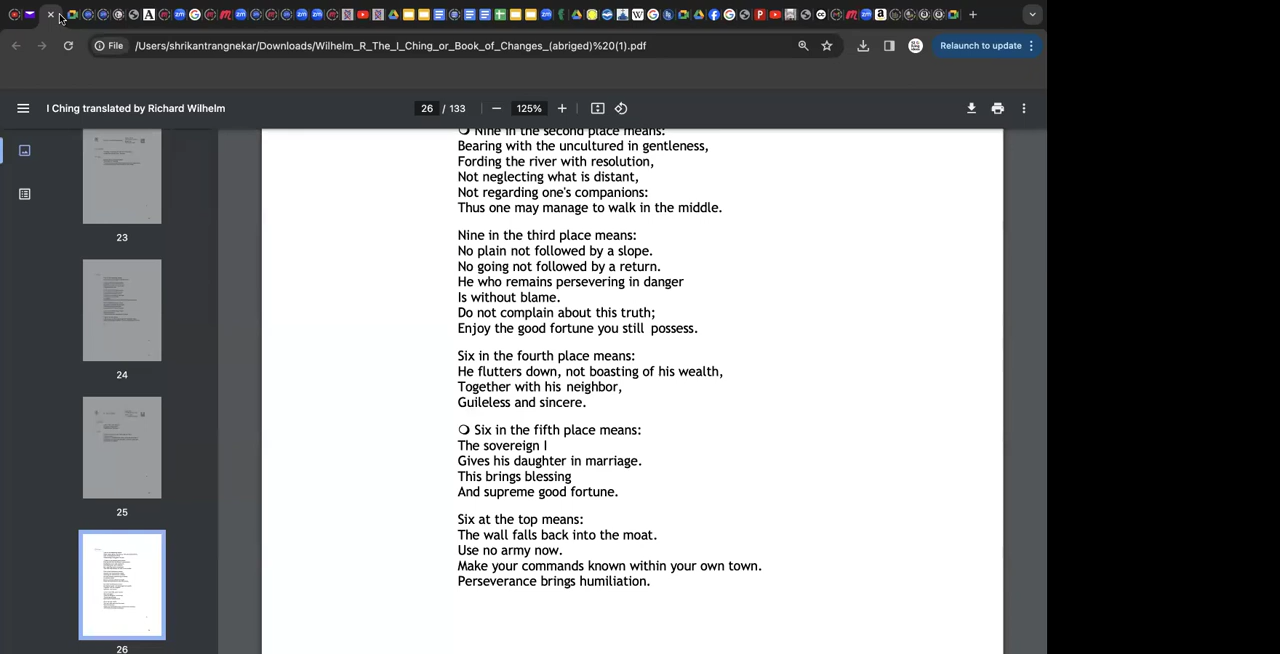 File
/Users/shrikantrangnekar/Downloads/Wilhelm_R_The_I_Ching_or_Book_of_Changes_(abriged)%20(1).pdf
Relaunch to update
I Ching translated by Richard Wilhelm
26 / 133
125%
23
24
25
26
Nine in the second place means:
Bearing with the uncultured in gentleness,
Fording the river with resolution,
Not neglecting what is distant,
Not regarding one's companions:
Thus one may manage to walk in the middle.
Nine in the third place means:
No plain not followed by a slope.
No going not followed by a return.
He who remains persevering in danger
Is without blame.
Do not complain about this truth;
Enjoy the good fortune you still possess.
Six in the fourth place means:
He flutters down, not boasting of his wealth,
Together with his neighbor,
Guileless and sincere.
Six in the fifth place means:
The sovereign I
Gives his daughter in marriage.
This brings blessing
And supreme good fortune.
Six at the top means:
The wall falls back into the moat.
Use no army now.
Make your commands known within your own town.
Perseverance brings humiliation.